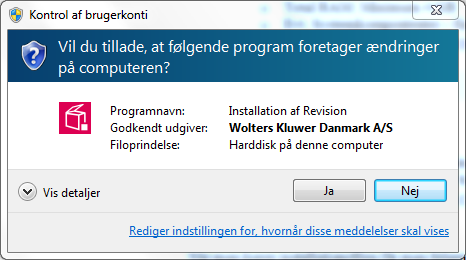 Kontrol af brugerkonti
Vil du tillade, at følgende program foretager ændringer
på computeren?
Programnavn: Installation af Revision
Godkendt udgiver: Wolters Kluwer Danmark A/S
Filoprindelse: Harddisk på denne computer
Vis detaljer
Ja
Nej
Rediger indstillingen for, hvornår disse meddelelser skal vises